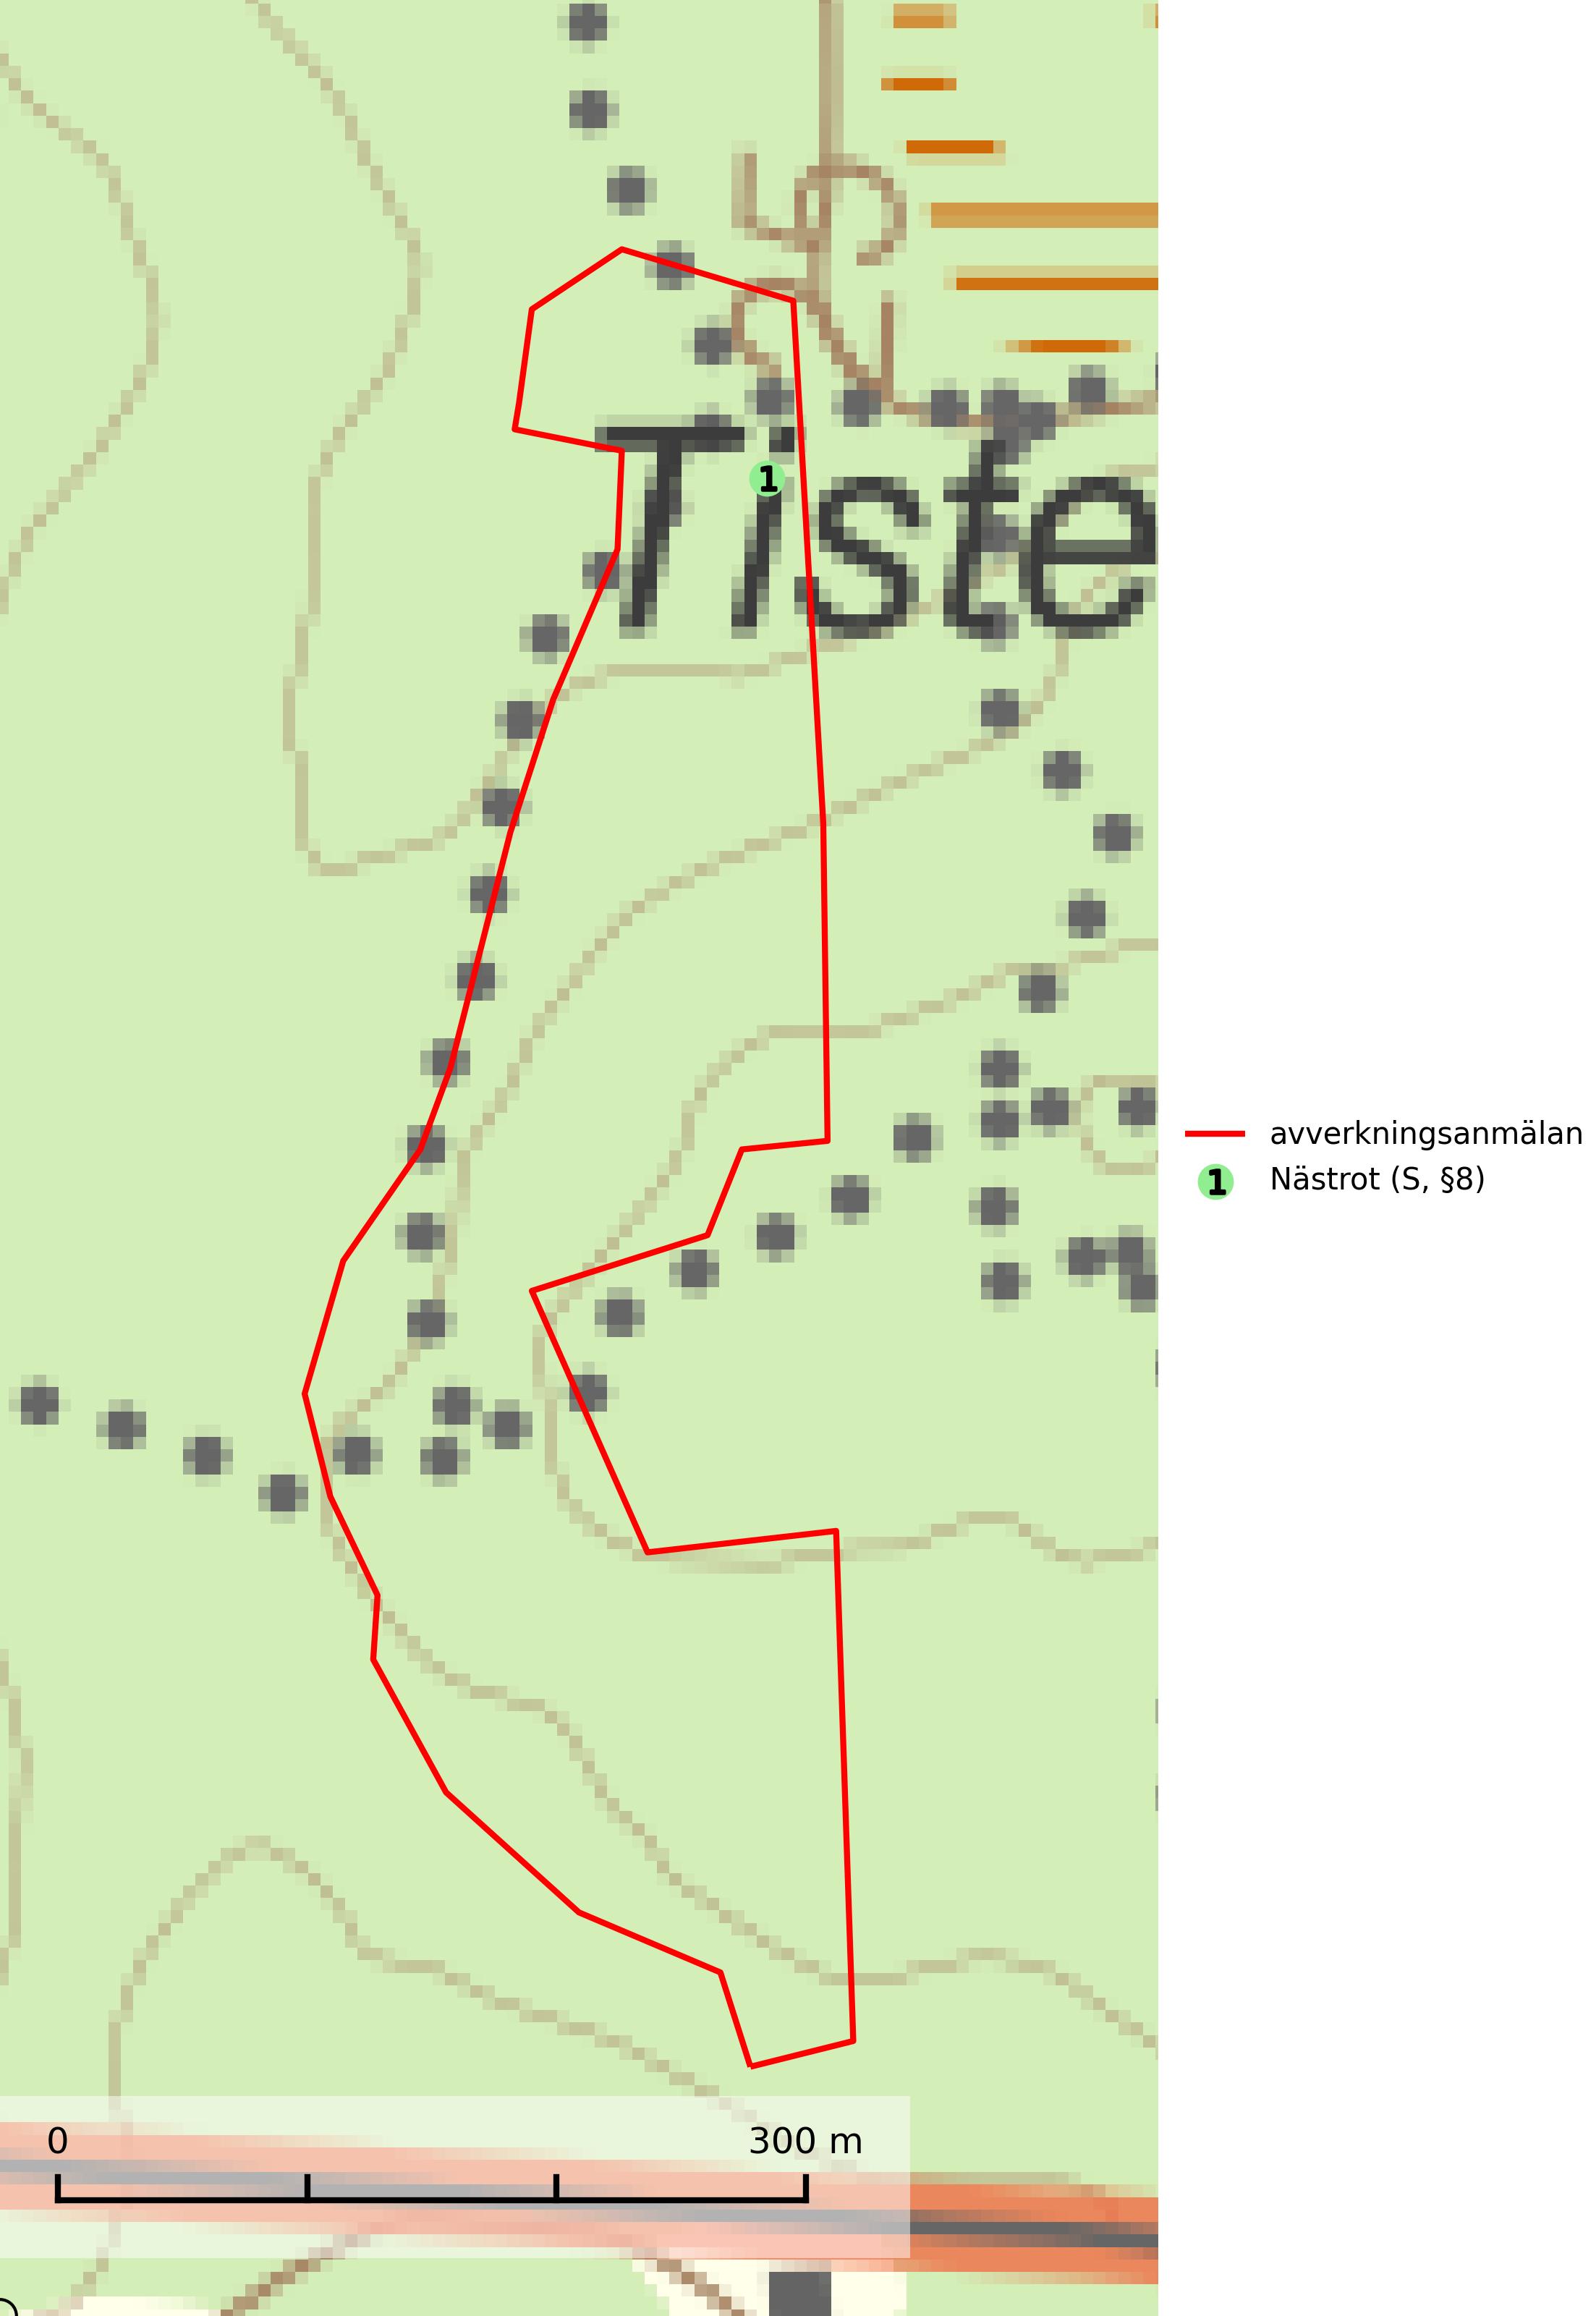 Tiste
1
avverkningsanmälan
1 Nästrot (S, §8)
0 300 m